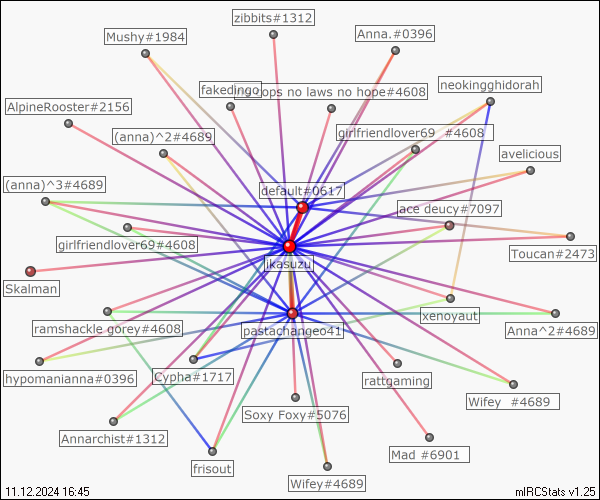 zibbits#1312
Mushy#1984
Anna.#0396
neokingghidorah
fakedingo
cops no laws no hope#4608
AlpineRooster#2156
(anna)^2#4689
girlfriendlover69 #4608
avelicious
(anna)^3#4689
default#0617
ace deucy#7097
girlfriendlover69#4608
Toucan#2473
ikasuzu
Skalman
ramshackle gorey#4608
pastachangeo41
xenoyaut
Anna^2#4689
hypomanianna#0396
Cypha#1717
rattgaming
Soxy Foxy#5076
Wifey #4689
Annarchist#1312
Mad #6901
frisout
Wifey#4689
11.12.2024 16:45
mIRCStats v1.25